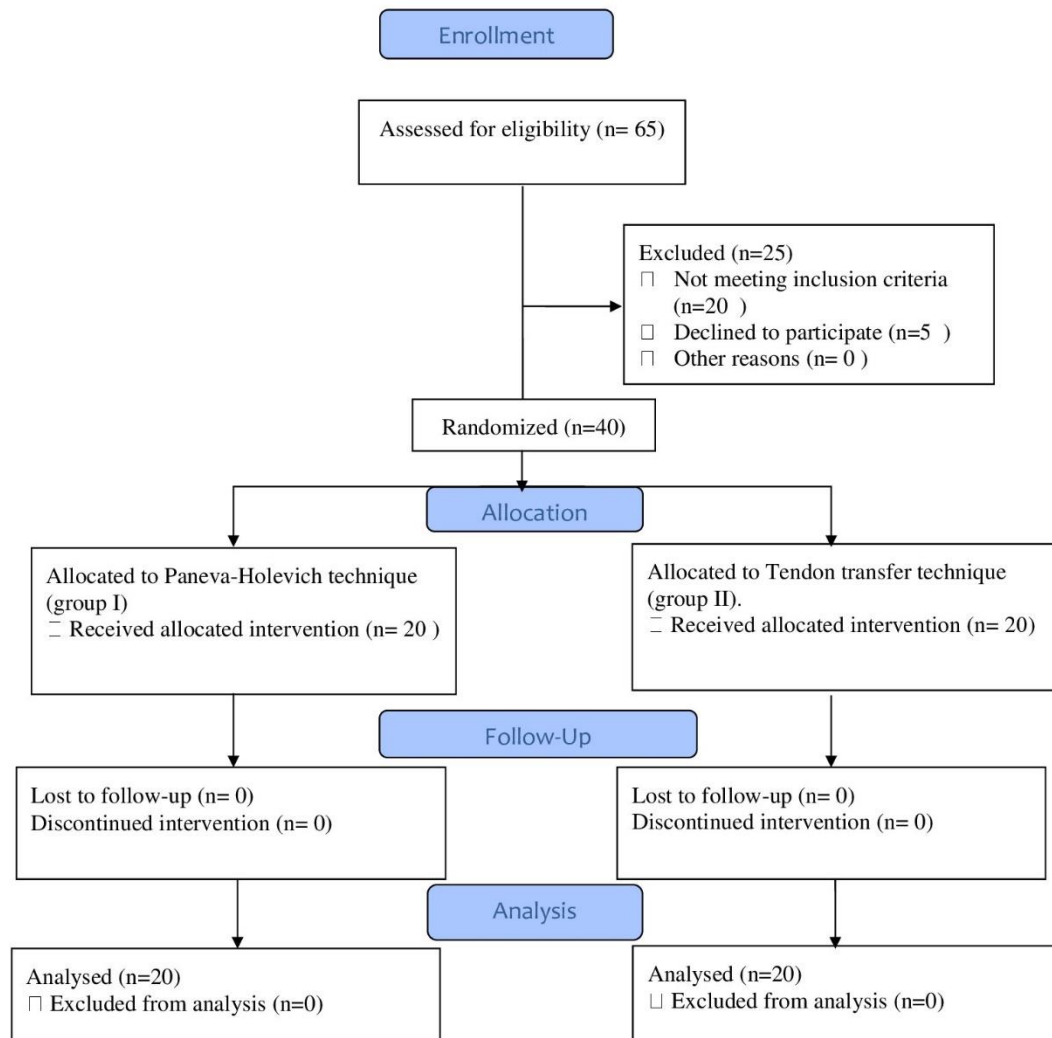 Enrollment
Assessed for eligibility (n= 65)
Excluded (n=25)
Not meeting inclusion criteria
(n=20  )
Declined to participate (n=5  )
Other reasons (n= 0 )
Randomized (n=40)
Allocation
Allocated to Paneva-Holevich technique
(group I)
Received allocated intervention (n= 20 )
Allocated to Tendon transfer technique
(group II).
Received allocated intervention (n= 20)
Follow-Up
Lost to follow-up (n= 0)
Discontinued intervention (n= 0)
Lost to follow-up (n= 0)
Discontinued intervention (n= 0)
Analysis
Analysed (n=20)
Excluded from analysis (n=0)
Analysed (n=20)
Excluded from analysis (n=0)